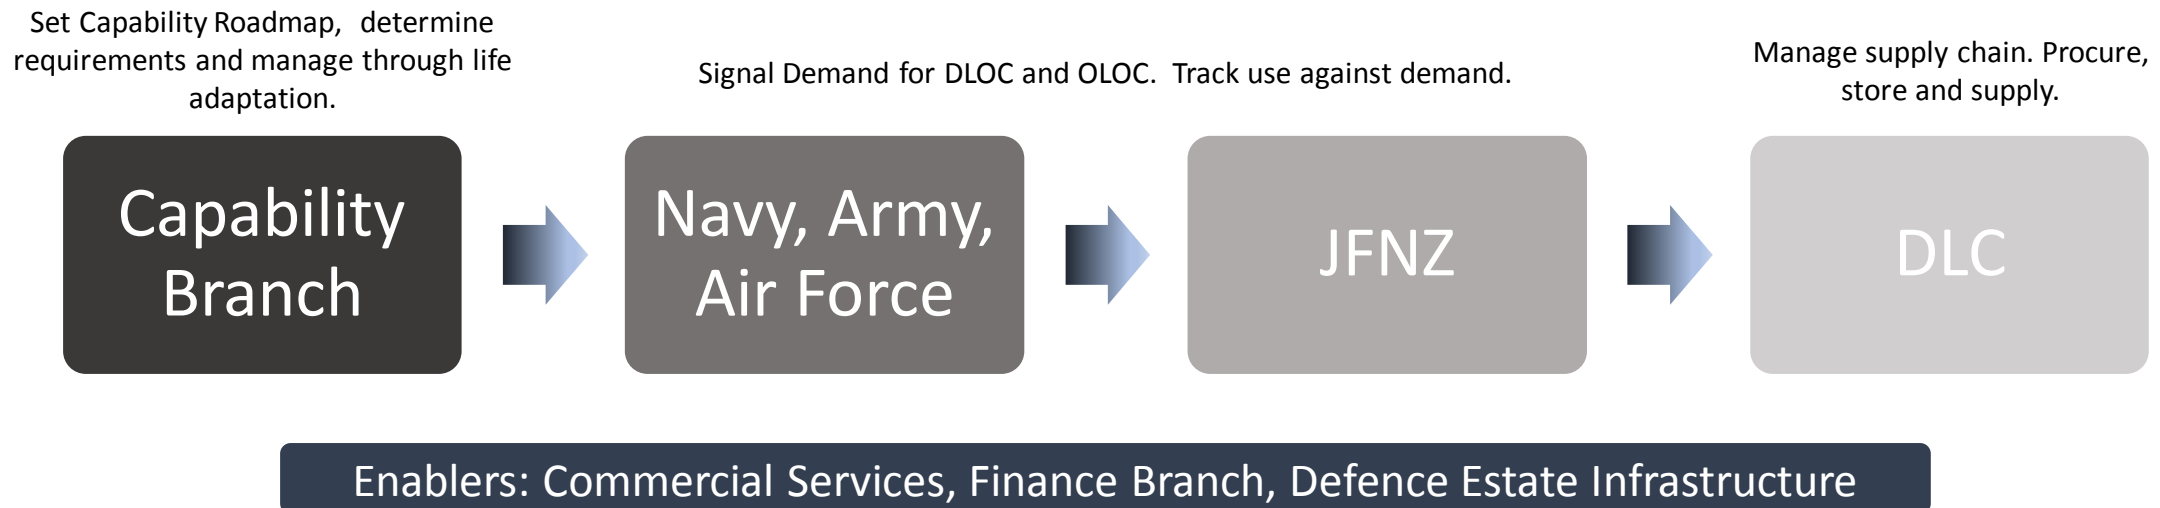 Set Capability Roadmap, determine
requirements and manage through life
adaptation.
Signal Demand for DLOC and OLOC. Track use against demand.
Manage supply chain. Procure,
store and supply.
Capability
Branch
Navy, Army,
Air Force
JFNZ
DLC
Enablers: Commercial Services, Finance Branch, Defence Estate Infrastructure